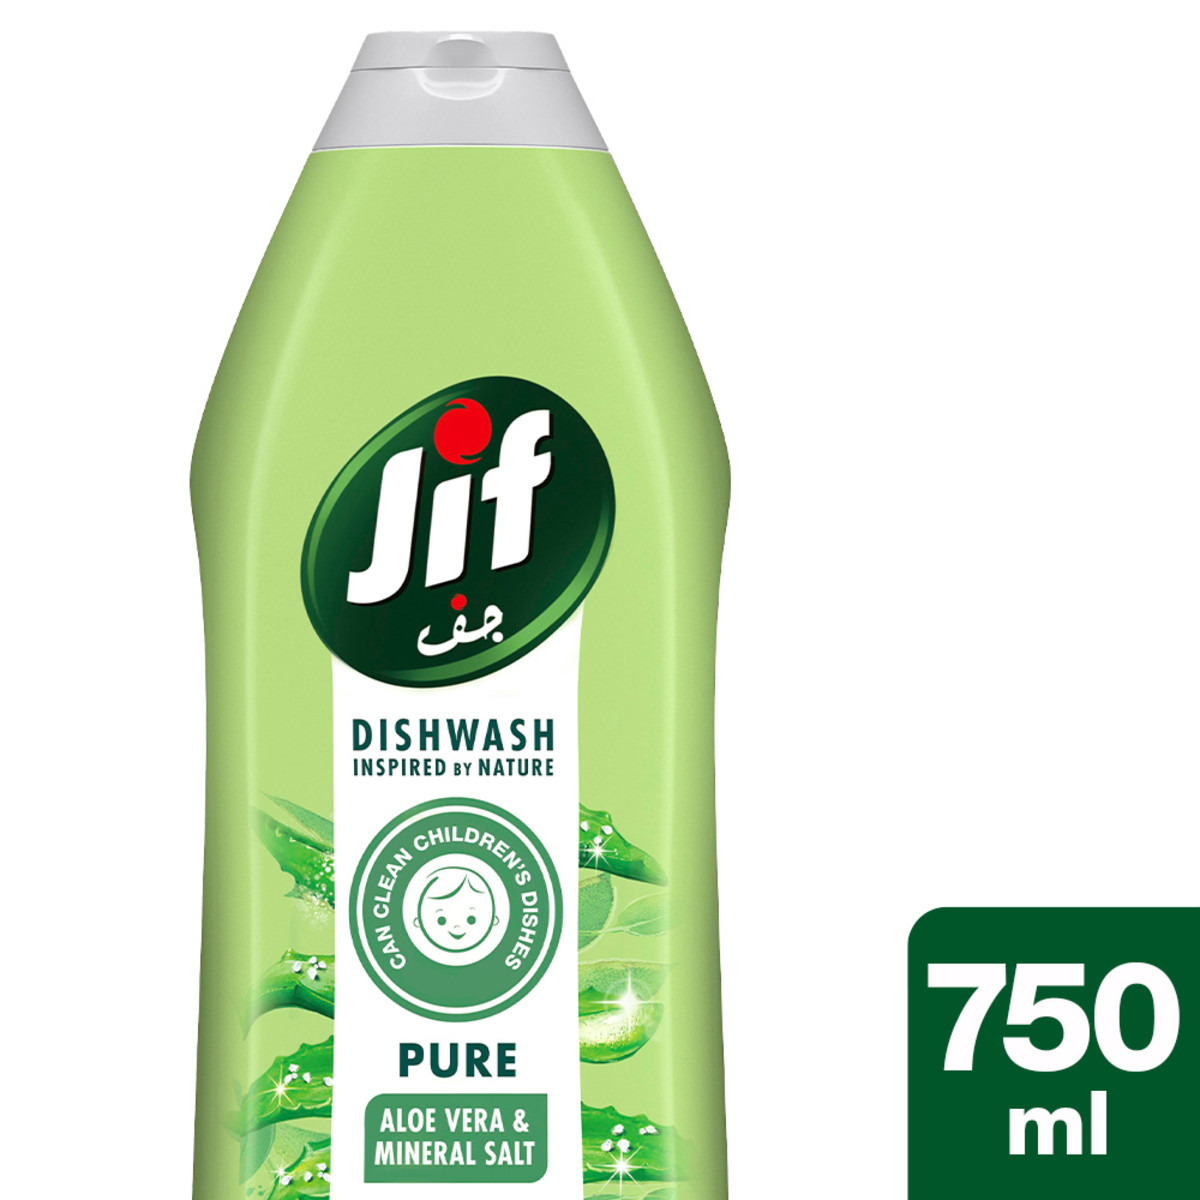 Jif
جف
DISHWASH
INSPIRED BY NATURE
CAN CLEAN CHILDREN'S DISHES
PURE
ALOE VERA &
MINERAL SALT
750
ml